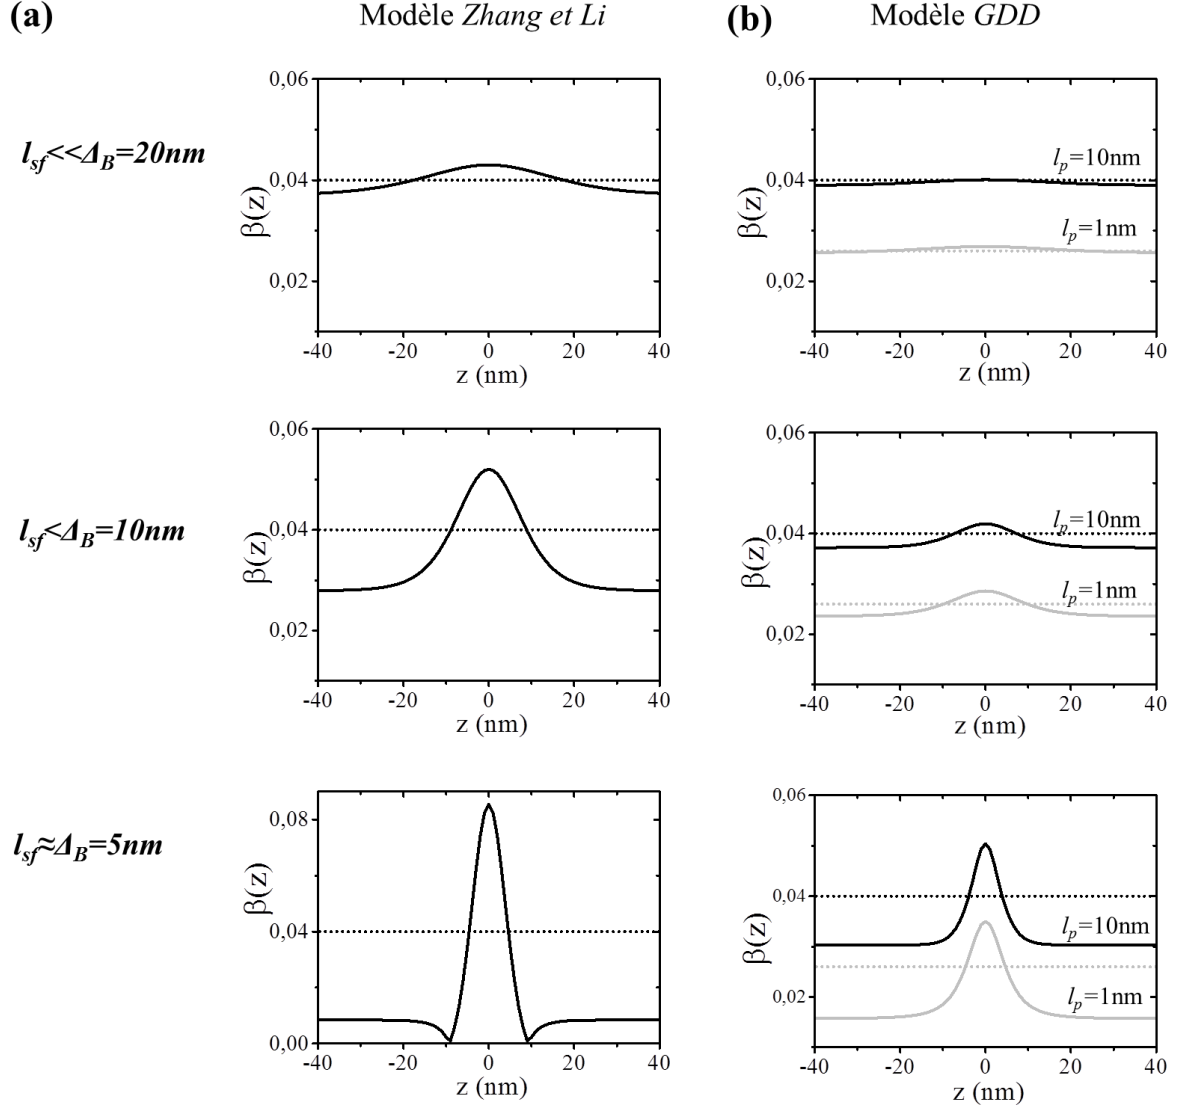 (a)
Modèle Zhang et Li
(b)
Modèle GDD
l_sf<<Δ_B=20nm
0,06
0,04
0,02
β(z)
-40 -20 0 20 40
z (nm)
0,06
0,04
0,02
β(z)
l_p=10nm
l_p=1nm
-40 -20 0 20 40
z (nm)
l_sf<Δ_B=10nm
0,06
0,04
0,02
β(z)
-40 -20 0 20 40
z (nm)
0,06
0,04
0,02
β(z)
l_p=10nm
l_p=1nm
-40 -20 0 20 40
z (nm)
l_sf≈Δ_B=5nm
0,08
0,04
0,00
β(z)
-40 -20 0 20 40
z (nm)
0,06
0,04
0,02
β(z)
l_p=10nm
l_p=1nm
-40 -20 0 20 40
z (nm)